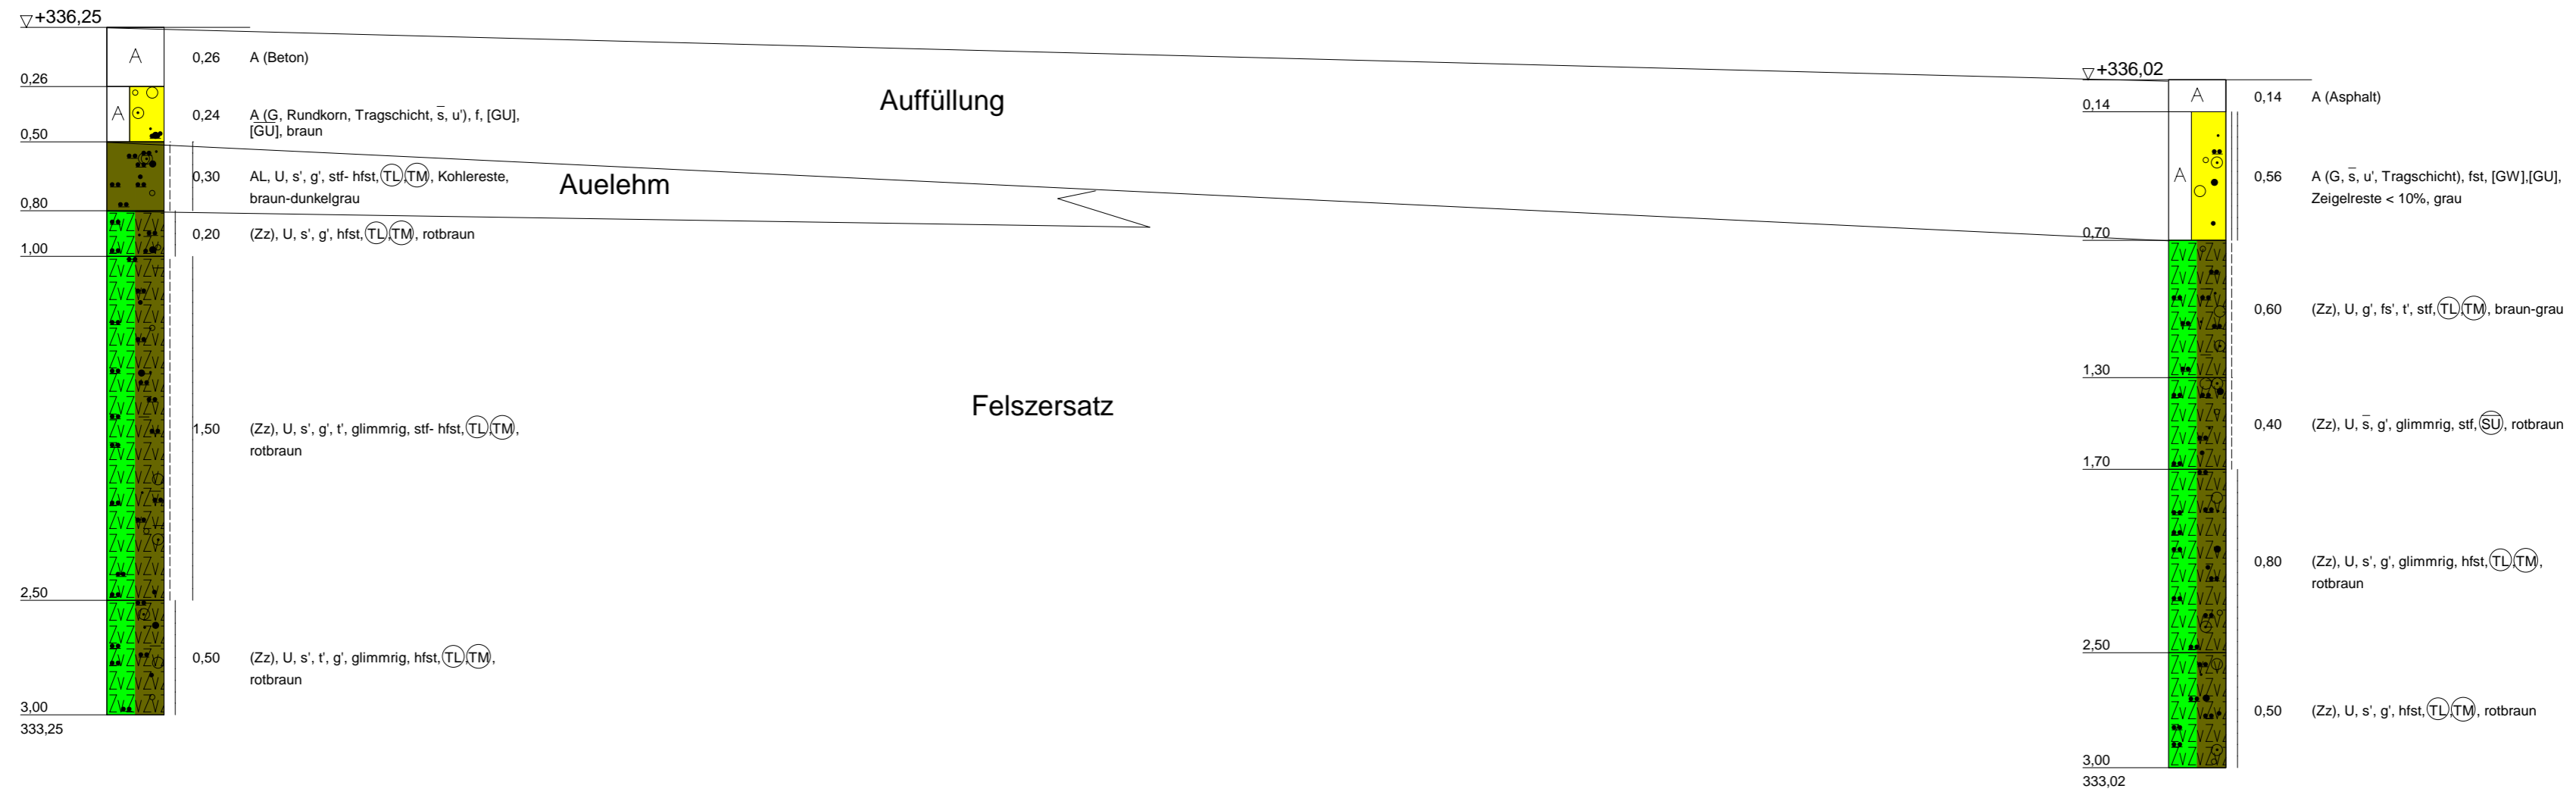 ▽+336,25
A
0,26 A (Beton)
0,26
A
0,24 A (G, Rundkorn, Tragschicht, s̅, u'), f, [GU],
[G̅U̅], braun
0,50
0,30 AL, U, s', g', stf- hfst, TL, TM, Kohlereste,
braun-dunkelgrau
0,80
0,20 (Zz), U, s', g', hfst, TL, TM, rotbraun
1,00
1,50 (Zz), U, s', g', t', glimmrig, stf- hfst, TL, TM,
rotbraun
2,50
0,50 (Zz), U, s', t', g', glimmrig, hfst, TL, TM,
rotbraun
3,00
333,25
Auffüllung
Auelehm
Felszersatz
▽+336,02
A
0,14 A (Asphalt)
0,14
A
0,56 A (G, s̅, u', Tragschicht), fst, [GW],[GU],
Zeigelreste < 10%, grau
0,70
0,60 (Zz), U, g', fs', t', stf, TL, TM, braun-grau
1,30
0,40 (Zz), U, s̅, g', glimmrig, stf, S̅U̅, rotbraun
1,70
0,80 (Zz), U, s', g', glimmrig, hfst, TL, TM,
rotbraun
2,50
0,50 (Zz), U, s', g', hfst, TL, TM, rotbraun
3,00
333,02